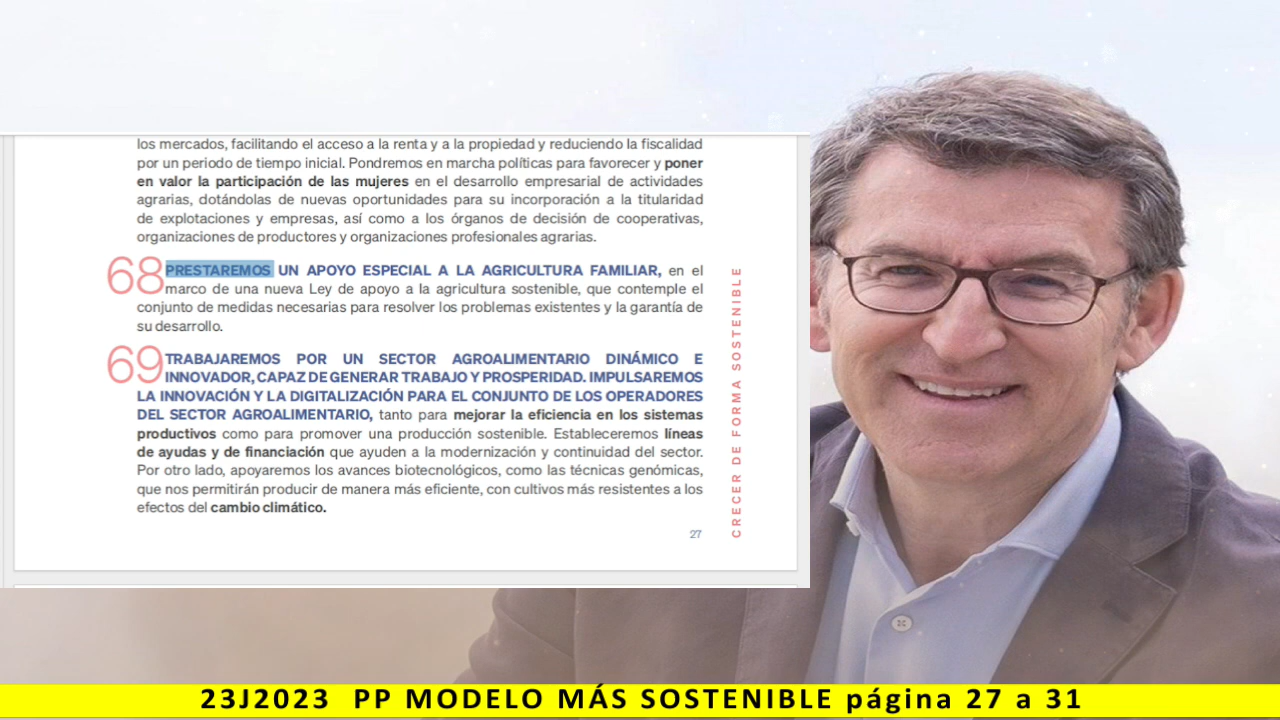 los mercados, facilitando el acceso a la renta y a la propiedad y reduciendo la fiscalidad
por un periodo de tiempo inicial. Pondremos en marcha políticas para favorecer y poner
en valor la participación de las mujeres en el desarrollo empresarial de actividades
agrarias, dotándolas de nuevas oportunidades para su incorporación a la titularidad
de explotaciones y empresas, así como a los órganos de decisión de cooperativas,
organizaciones de productores y organizaciones profesionales agrarias.
68 PRESTAREMOS UN APOYO ESPECIAL A LA AGRICULTURA FAMILIAR, en el
marco de una nueva Ley de apoyo a la agricultura sostenible, que contemple el
conjunto de medidas necesarias para resolver los problemas existentes y la garantía de
su desarrollo.
69 TRABAJAREMOS POR UN SECTOR AGROALIMENTARIO DINÁMICO E
INNOVADOR, CAPAZ DE GENERAR TRABAJO Y PROSPERIDAD. IMPULSAREMOS
LA INNOVACIÓN Y LA DIGITALIZACIÓN PARA EL CONJUNTO DE LOS OPERADORES
DEL SECTOR AGROALIMENTARIO, tanto para mejorar la eficiencia en los sistemas
productivos como para promover una producción sostenible. Estableceremos líneas
de ayudas y de financiación que ayuden a la modernización y continuidad del sector.
Por otro lado, apoyaremos los avances biotecnológicos, como las técnicas genómicas,
que nos permitirán producir de manera más eficiente, con cultivos más resistentes a los
efectos del cambio climático.
27
CRECER DE FORMA SOSTENIBLE
23J2023 PP MODELO MÁS SOSTENIBLE página 27 a 31